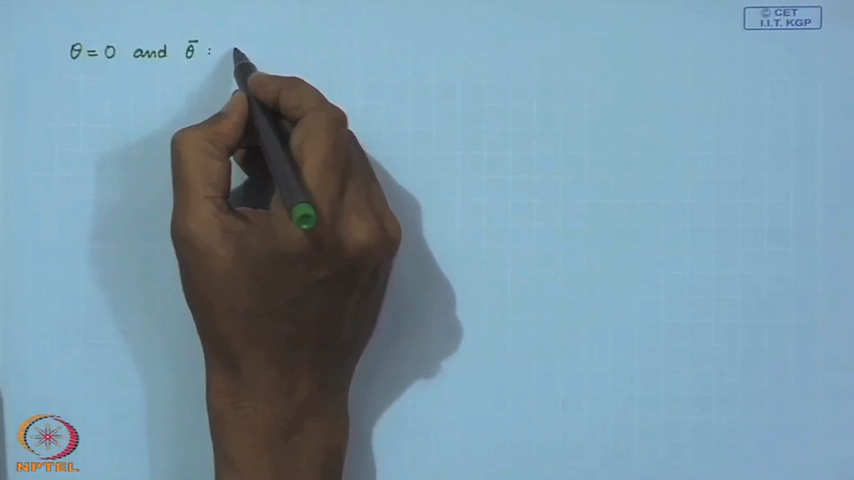 © CET
I.I.T. KGP
θ = 0 and θ̄ :
NPTEL